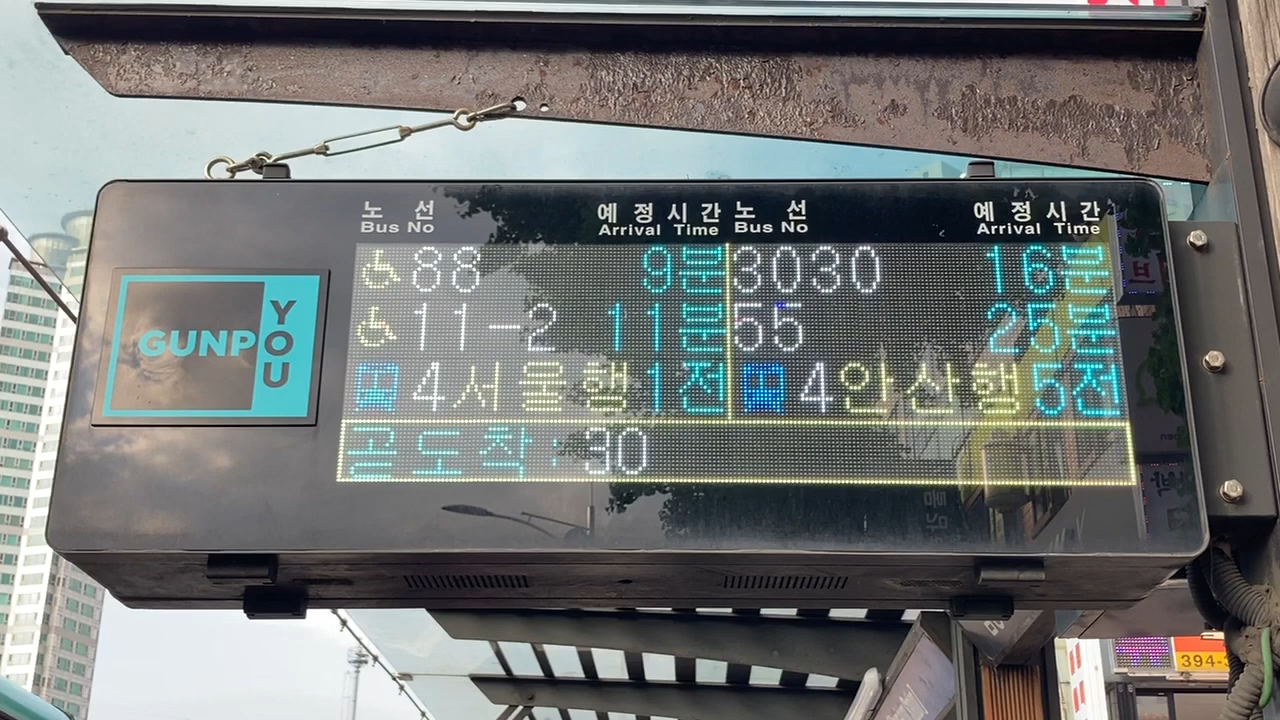 노 선 예 정 시 간 노 선 예 정 시 간
Bus No Arrival Time Bus No Arrival Time
88 9분 3030 16분
11-2 11분 55 25분
4서울행 1전 4안산행 5전
곧도착 : 30
GUNPO
YOU
394-3